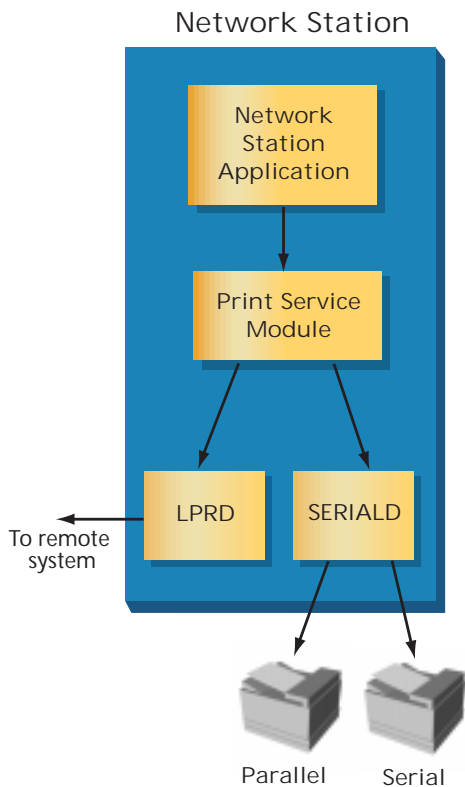 Network Station
Network
Station
Application
Print Service
Module
LPRD
SERIALD
To remote
system
Parallel
Serial